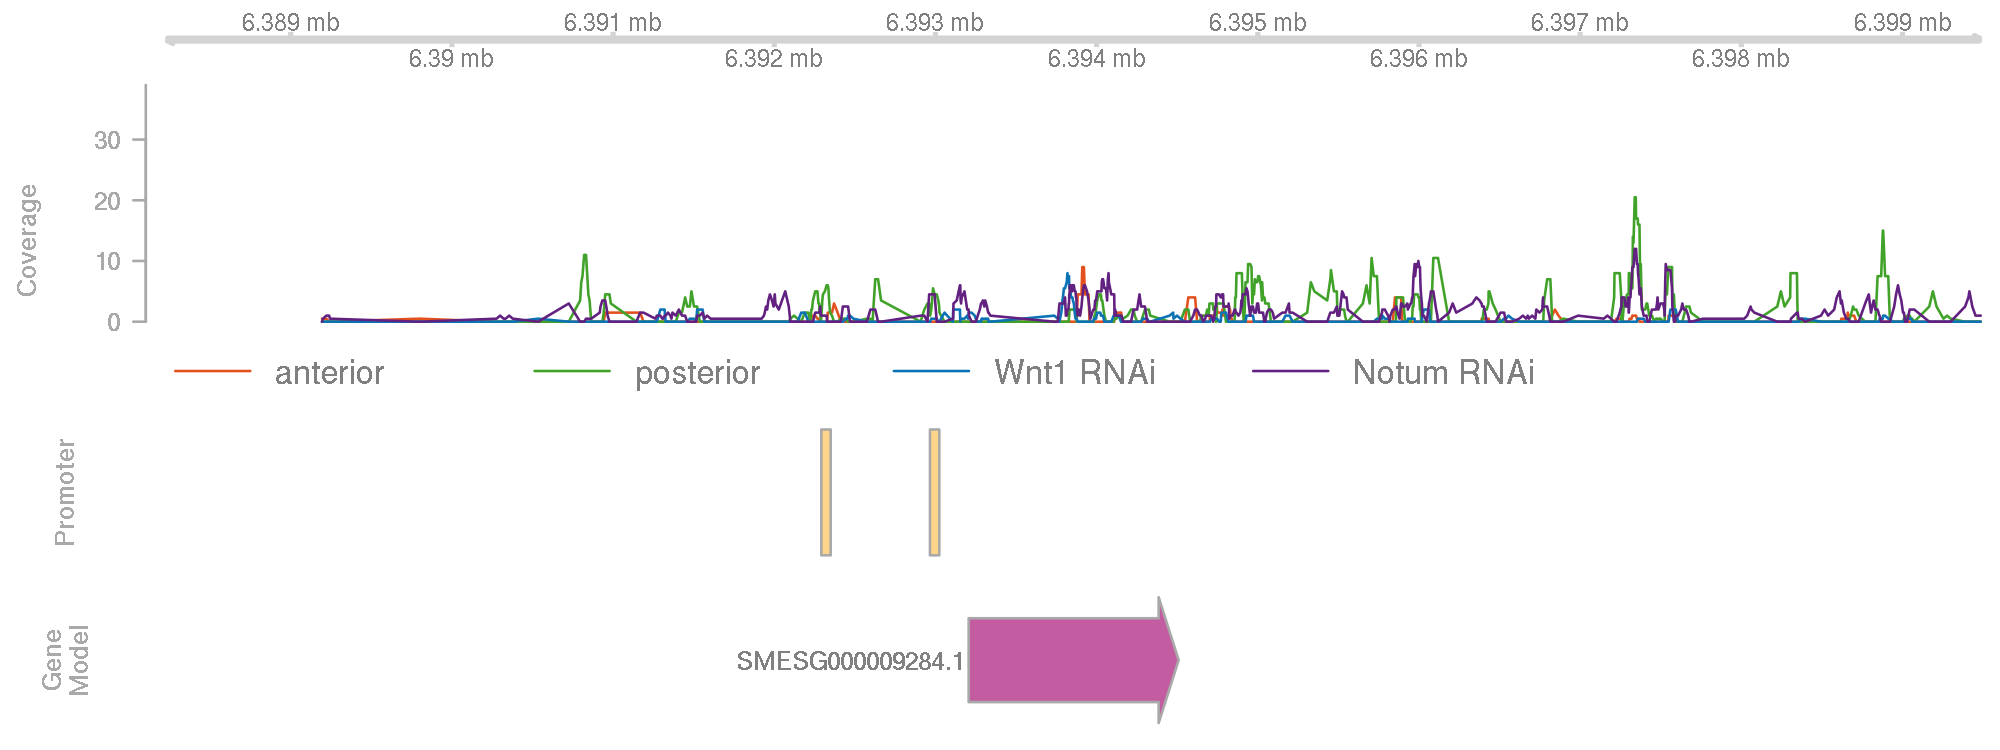 6.389 mb 6.391 mb 6.393 mb 6.395 mb 6.397 mb 6.399 mb
6.39 mb 6.392 mb 6.394 mb 6.396 mb 6.398 mb
Coverage
30
20
10
0
anterior posterior Wnt1 RNAi Notum RNAi
Promoter
Gene
Model
SMESG000009284.1